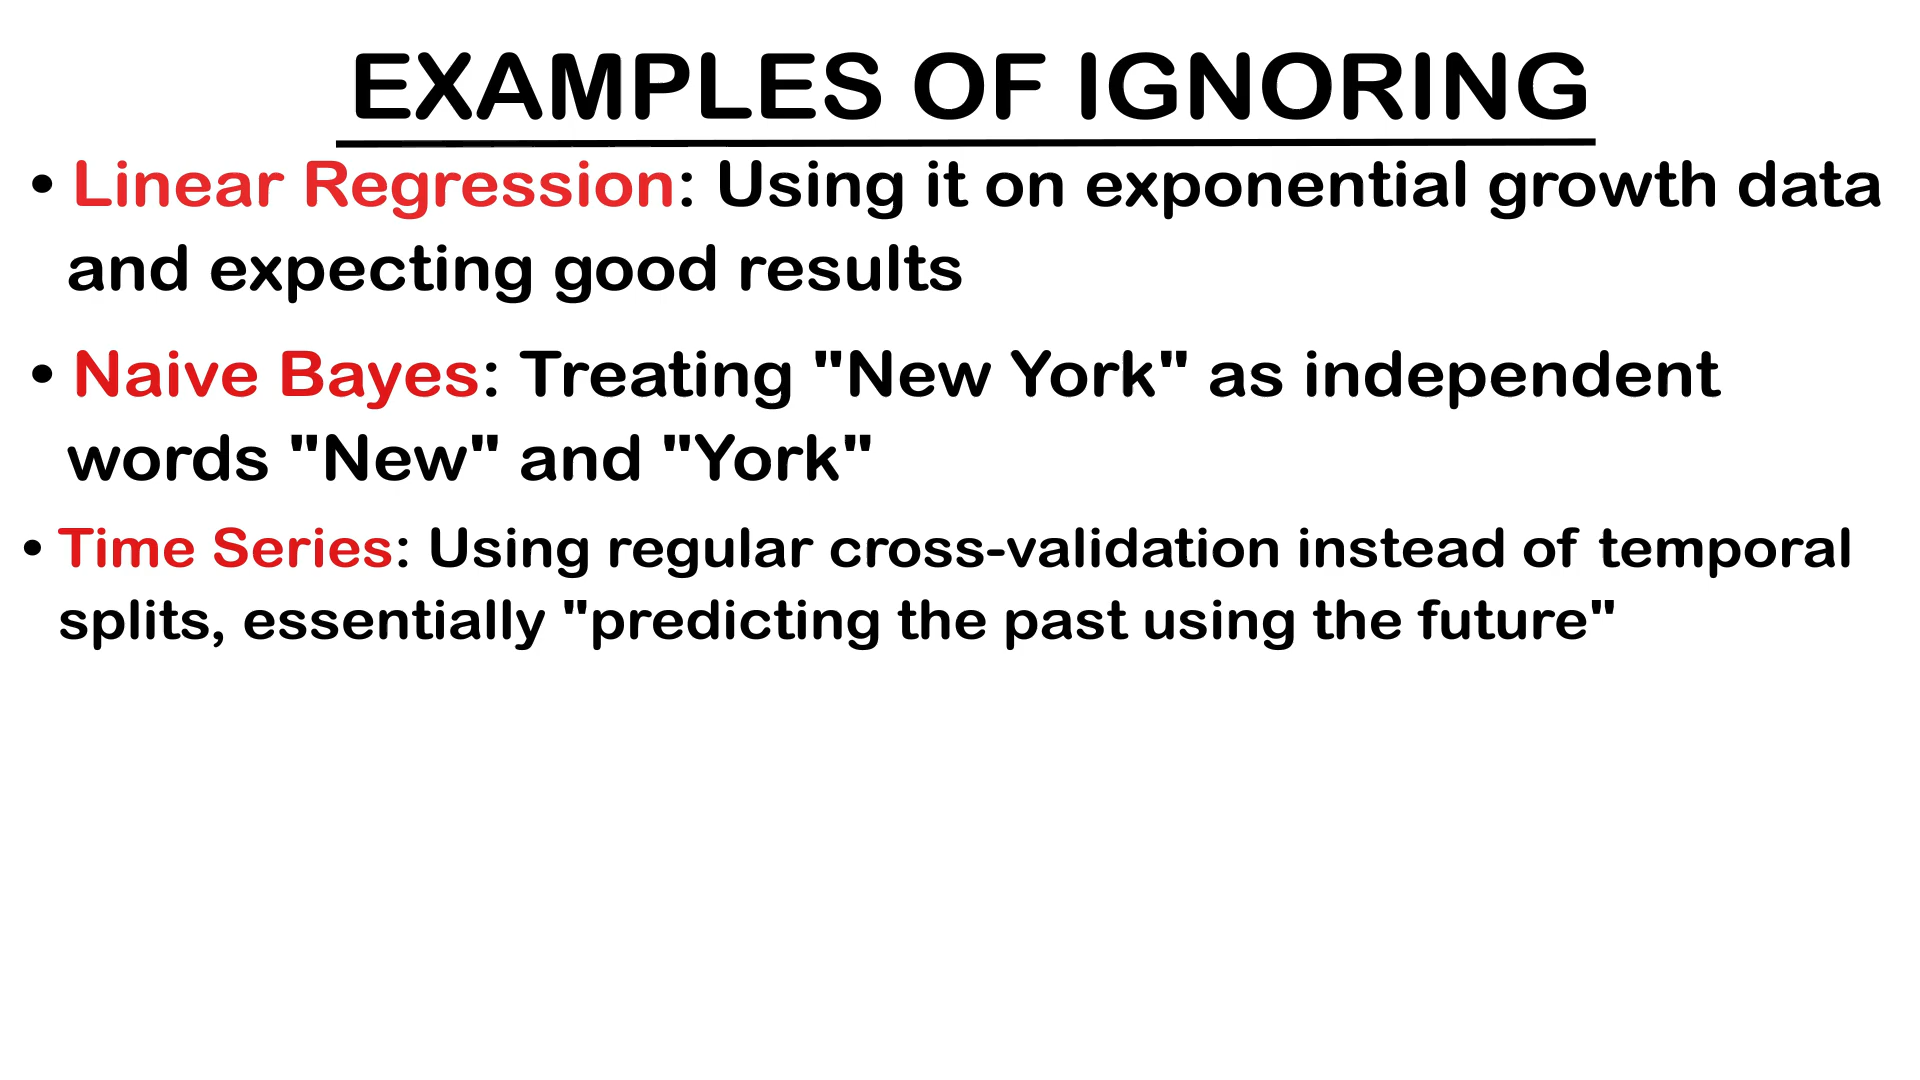 EXAMPLES OF IGNORING
• Linear Regression: Using it on exponential growth data
and expecting good results
• Naive Bayes: Treating "New York" as independent
words "New" and "York"
• Time Series: Using regular cross-validation instead of temporal
splits, essentially "predicting the past using the future"